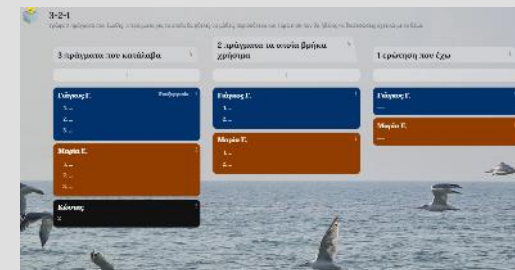 3-2-1
3 πράγματα που κατάλαβα
2 πράγματα τα οποία βρήκα
χρήσιμα
1 ερώτηση που έχω
Γιώργος Γ.
1. ...
2. ...
3. ...
Μαρία Ε.
1. ...
2. ...
3. ...
Κώστας
Γιώργος Γ.
1. ...
2. ...
Μαρία Ε.
1. ...
2. ...
Γιώργος Γ.
...
Μαρία Ε.
...